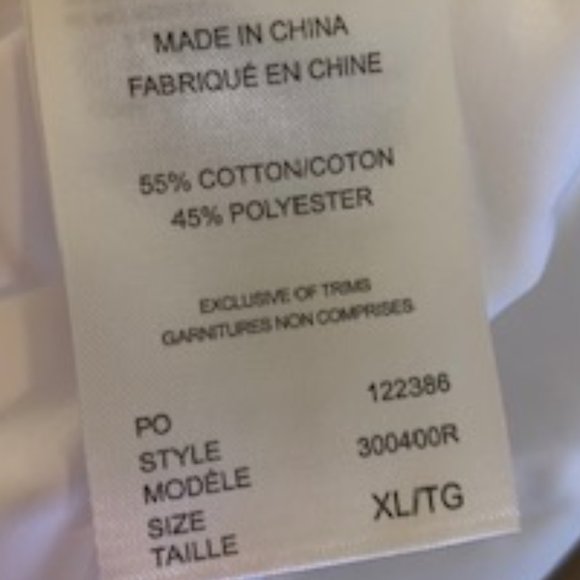 MADE IN CHINA
FABRIQUÉ EN CHINE
55% COTTON/COTON
45% POLYESTER
EXCLUSIVE OF TRIMS
GARNITURES NON COMPRISES
PO 122386
STYLE 300400R
MODÈLE
SIZE XL/TG
TAILLE